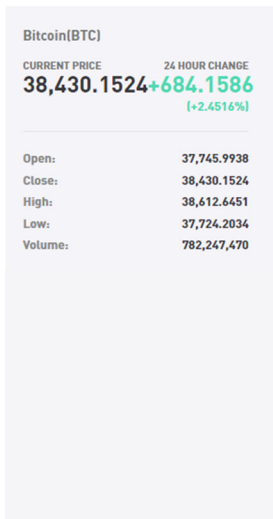 Bitcoin(BTC)
CURRENT PRICE 24 HOUR CHANGE
38,430.1524+684.1586
(+2.4516%)
Open: 37,745.9938
Close: 38,430.1524
High: 38,612.6451
Low: 37,724.2034
Volume: 782,247,470